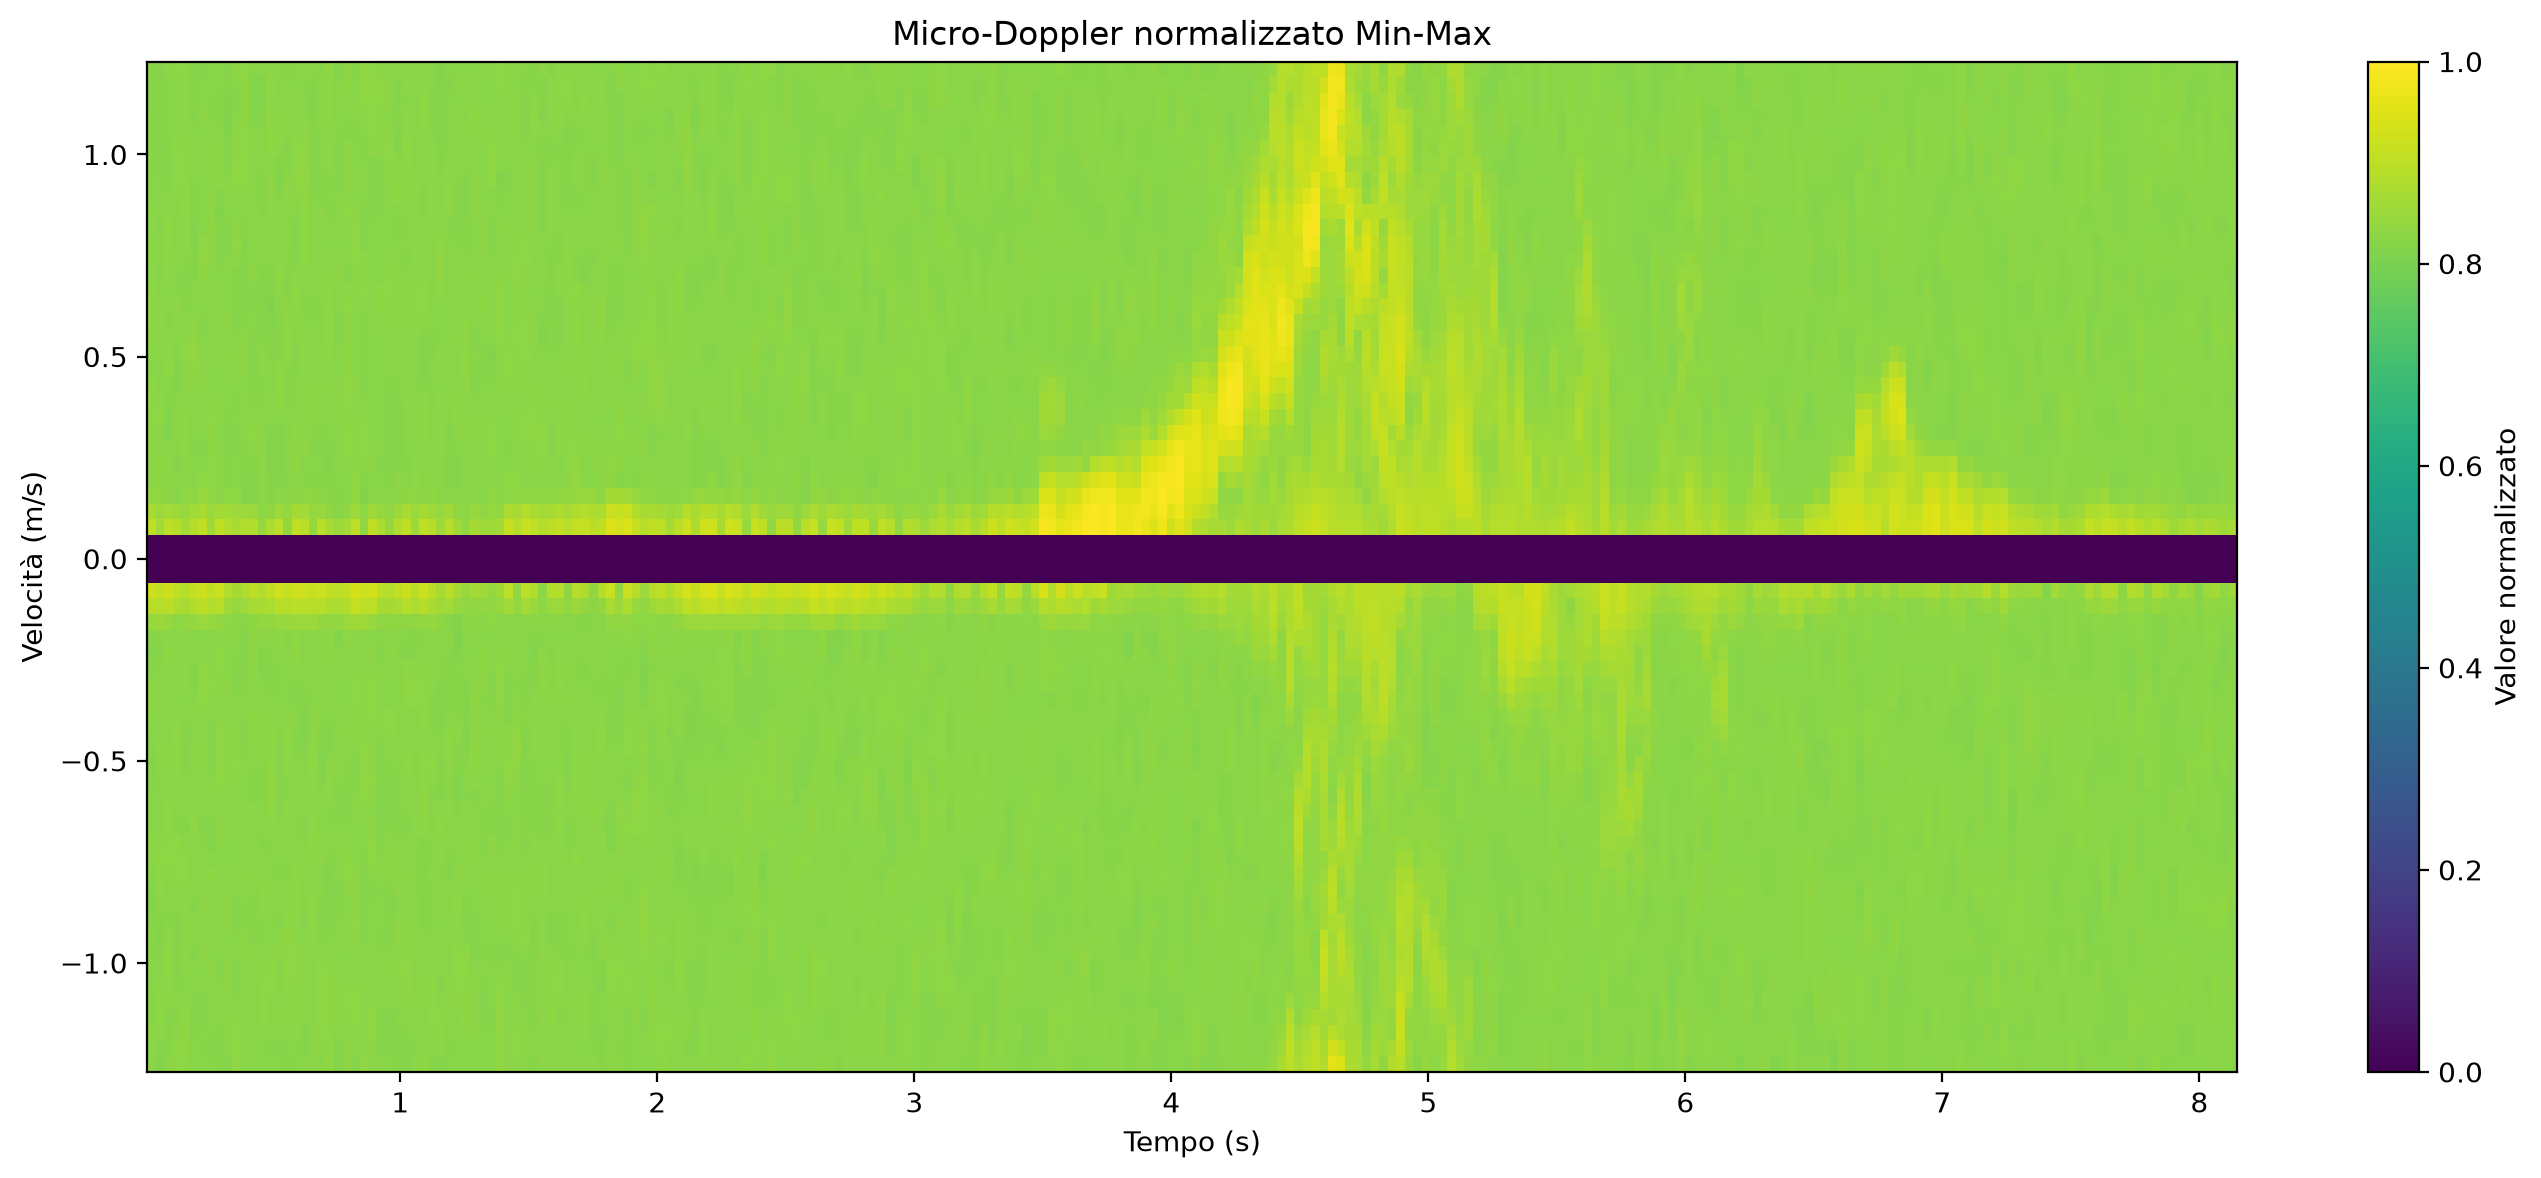 Micro-Doppler normalizzato Min-Max
1.0
0.5
0.0
−0.5
−1.0
Velocità (m/s)
1 2 3 4 5 6 7 8
Tempo (s)
1.0
0.8
0.6
0.4
0.2
0.0
Valore normalizzato